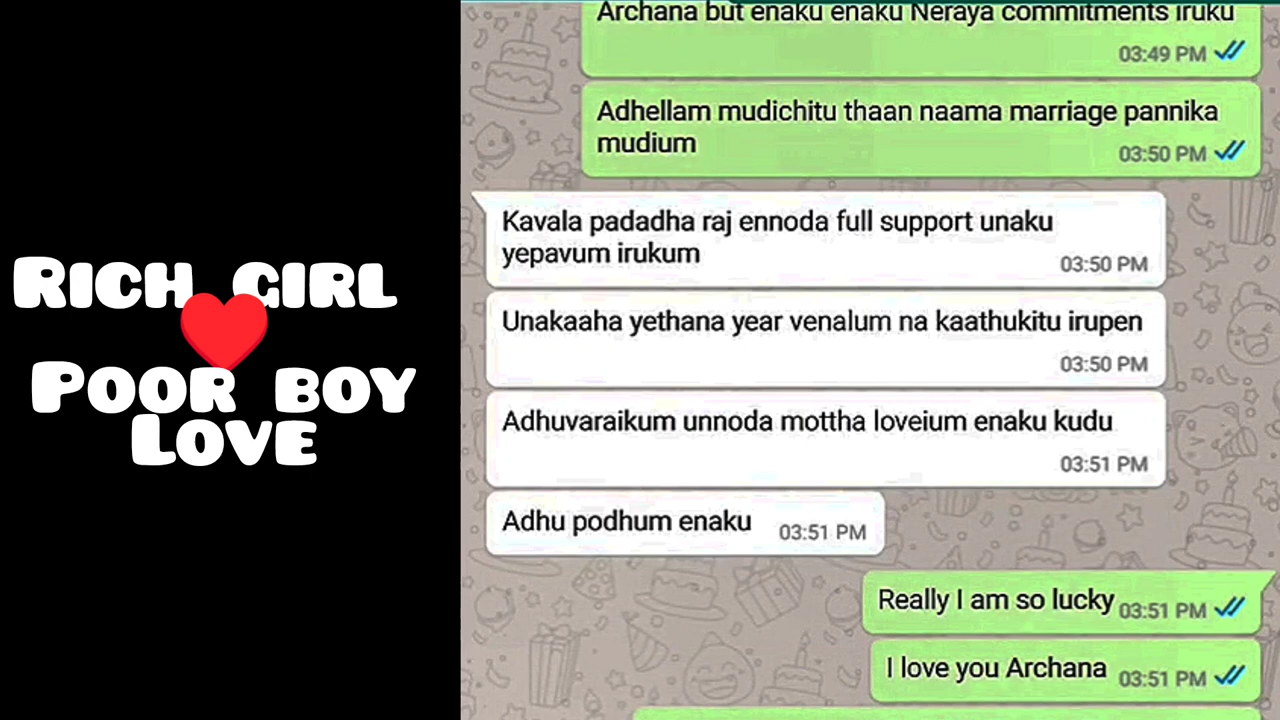 RICH GIRL
POOR BOY
LOVE
Archana but enaku enaku Neraya commitments iruku
03:49 PM
Adhellam mudichitu thaan naama marriage pannika
mudium
03:50 PM
Kavala padadha raj ennoda full support unaku
yepavum irukum
03:50 PM
Unakaaha yethana year venalum na kaathukitu irupen
03:50 PM
Adhuvaraikum unnoda mottha loveium enaku kudu
03:51 PM
Adhu podhum enaku 03:51 PM
Really I am so lucky 03:51 PM
I love you Archana 03:51 PM